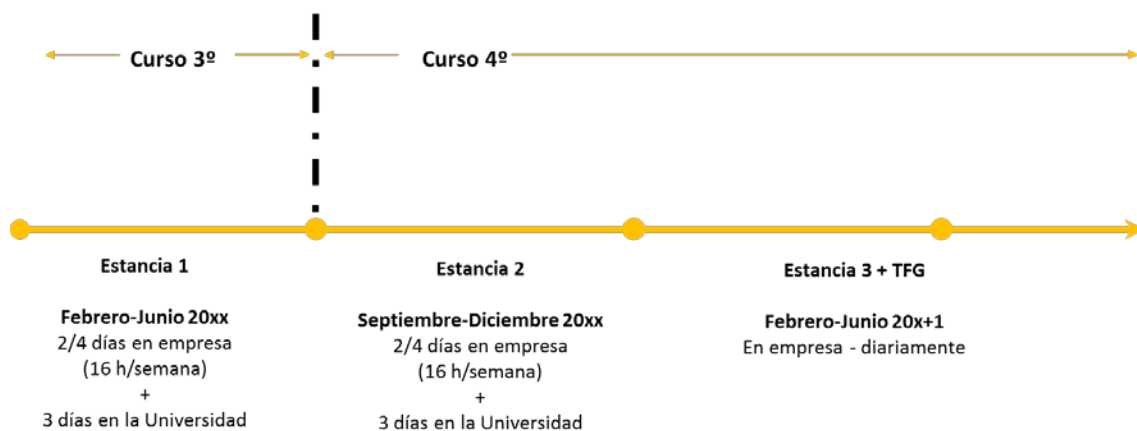 Curso 3º
Curso 4º
Estancia 1
Febrero-Junio 20xx
2/4 días en empresa
(16 h/semana)
+
3 días en la Universidad
Estancia 2
Septiembre-Diciembre 20xx
2/4 días en empresa
(16 h/semana)
+
3 días en la Universidad
Estancia 3 + TFG
Febrero-Junio 20x+1
En empresa - diariamente